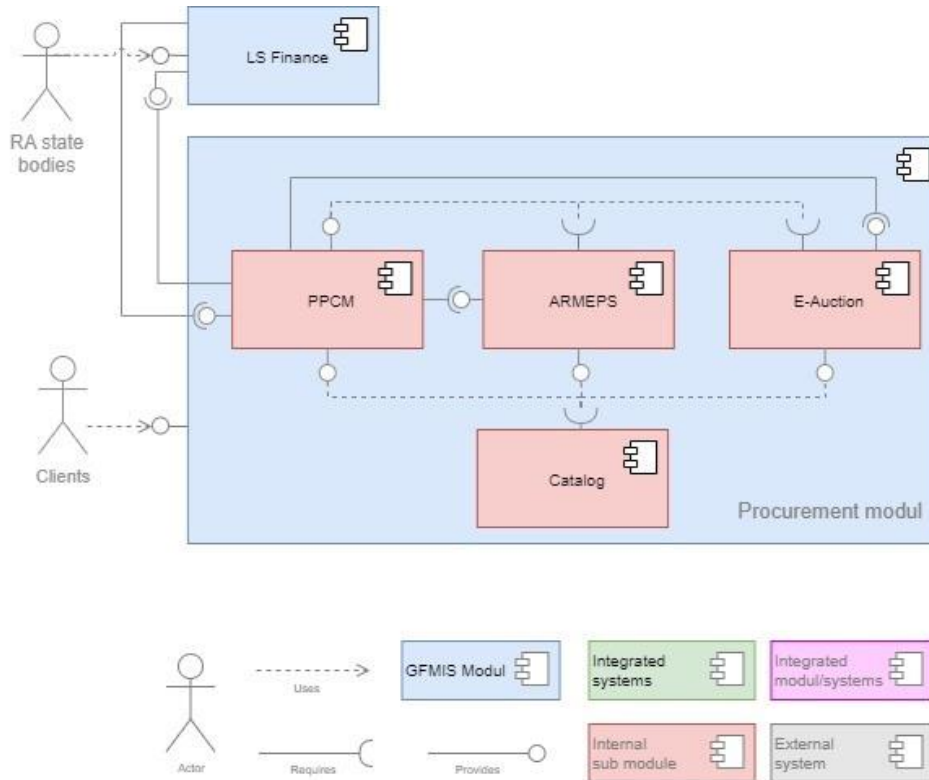 LS Finance
RA state
bodies
PPCM
ARMEPS
E-Auction
Clients
Catalog
Procurement modul
GFMIS Modul
Integrated
systems
Integrated
modul/systems
Uses
Internal
sub module
External
system
Actor
Requires
Provides